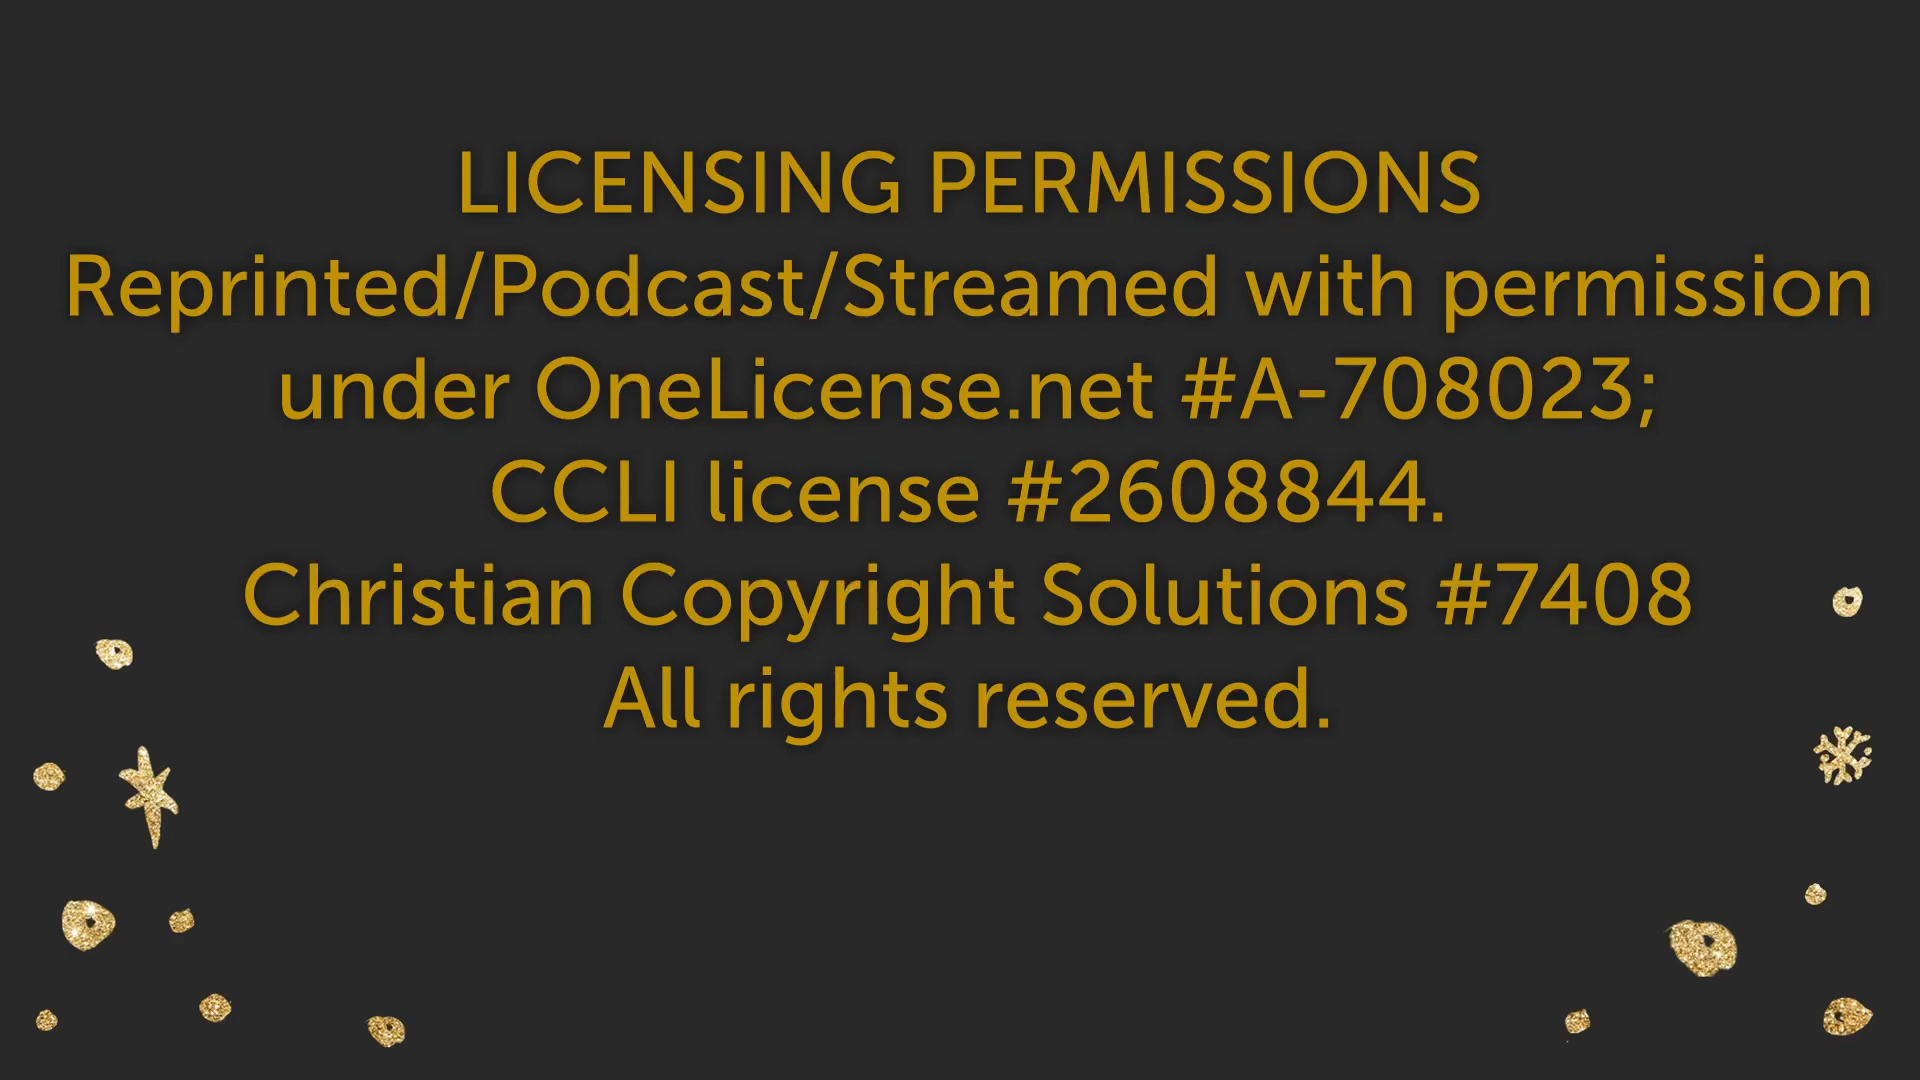 LICENSING PERMISSIONS
Reprinted/Podcast/Streamed with permission
under OneLicense.net #A-708023;
CCLI license #2608844.
Christian Copyright Solutions #7408
All rights reserved.